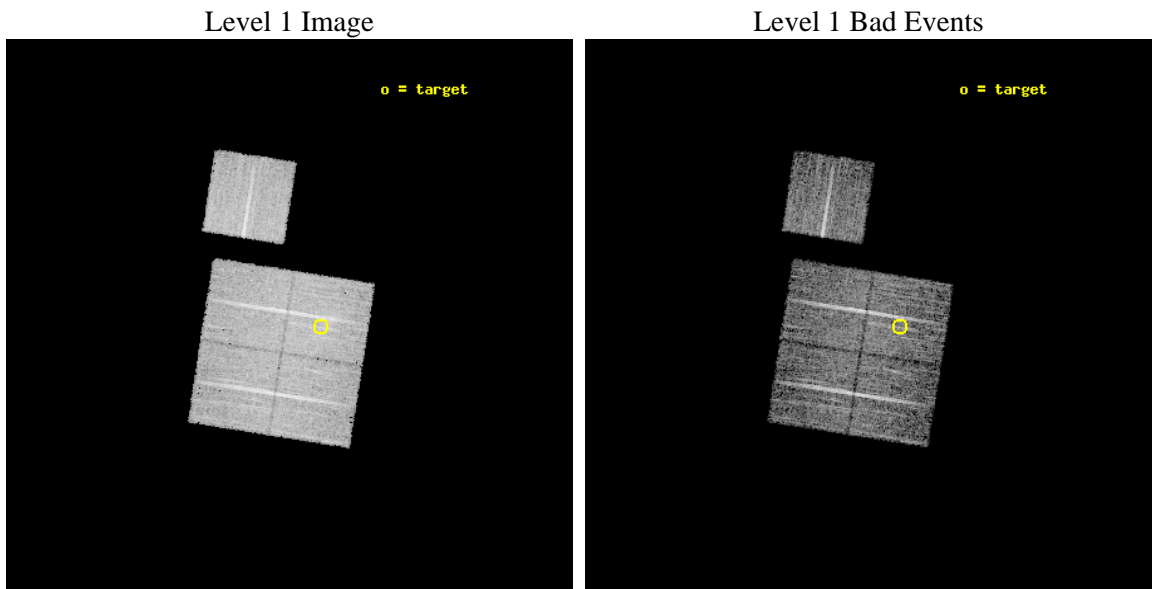 Level 1 Image
Level 1 Bad Events
o = target
o = target